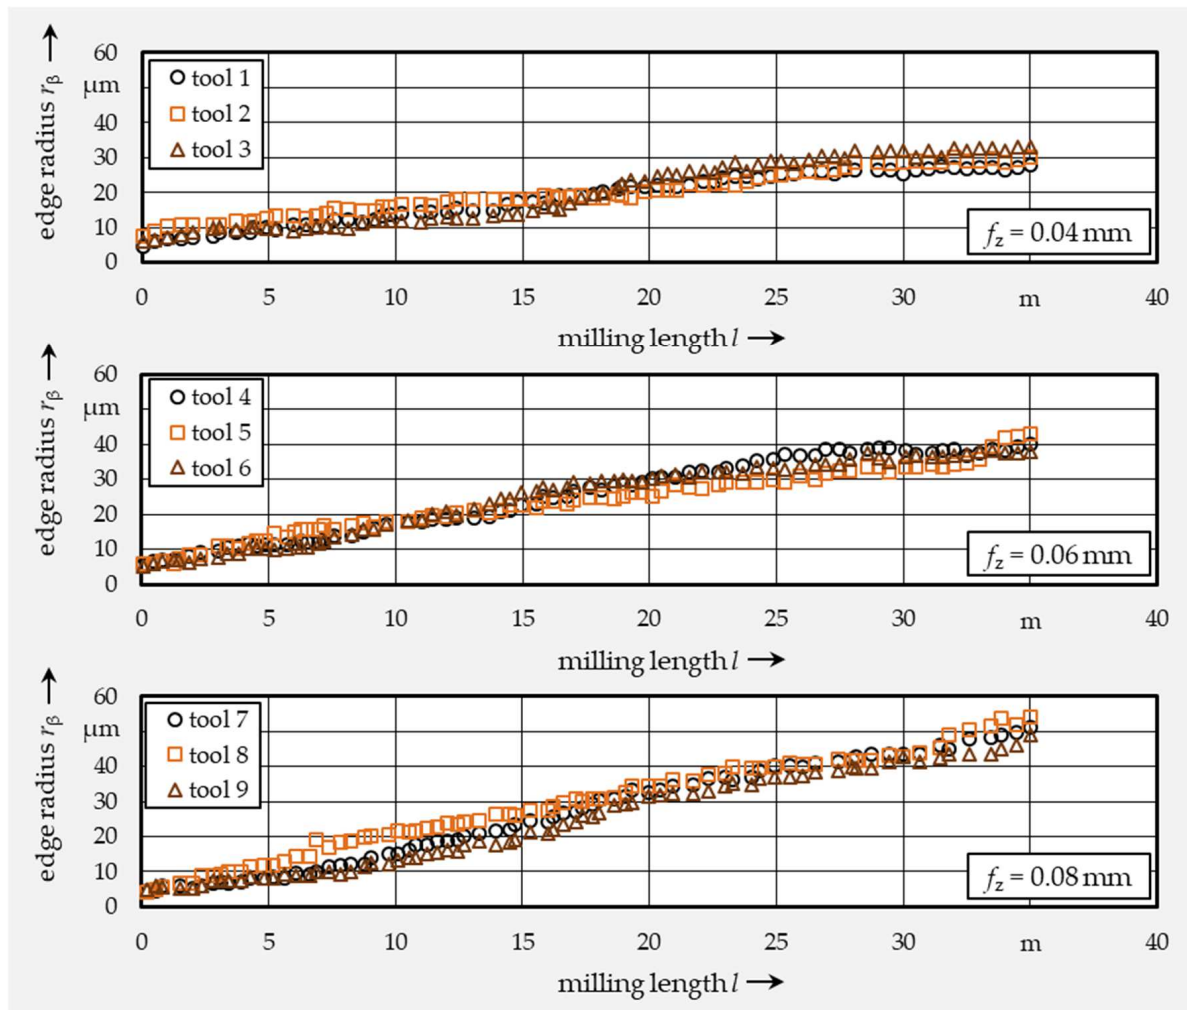 edge radius rβ
60
μm
40
30
20
10
0
tool 1
tool 2
tool 3
fz = 0.04 mm
0 5 10 15 20 25 30 m 40
milling length l
edge radius rβ
60
μm
40
30
20
10
0
tool 4
tool 5
tool 6
fz = 0.06 mm
0 5 10 15 20 25 30 m 40
milling length l
edge radius rβ
60
μm
40
30
20
10
0
tool 7
tool 8
tool 9
fz = 0.08 mm
0 5 10 15 20 25 30 m 40
milling length l